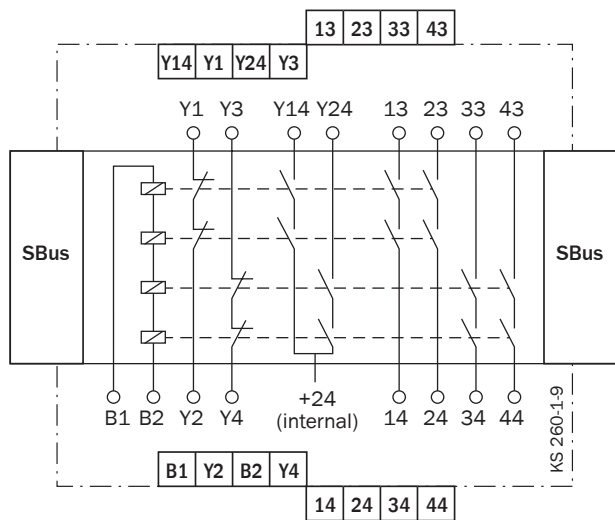 13 23 33 43
Y14 Y1 Y24 Y3
Y1 Y3 Y14 Y24 13 23 33 43
SBus
SBus
B1 B2 Y2 Y4 +24 14 24 34 44
(internal)
KS 260-1-9
B1 Y2 B2 Y4
14 24 34 44